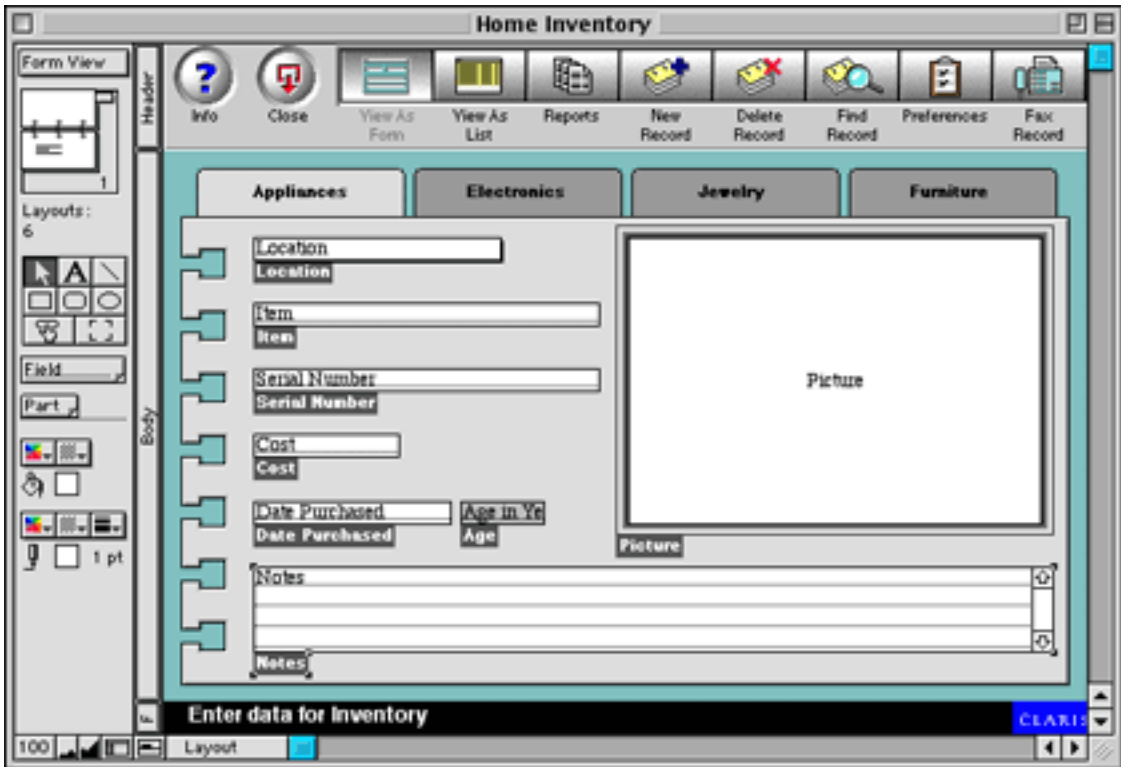 Home Inventory
Form View
1
Layouts:
6
Field
Part
1 pt
Header
Body
F
Info
Close
View As
Form
View As
List
Reports
New
Record
Delete
Record
Find
Record
Preferences
Fax
Record
Appliances
Electronics
Jewelry
Furniture
Location
Location
Item
Item
Serial Number
Serial Number
Cost
Cost
Date Purchased
Age in Ye
Date Purchased
Age
Picture
Picture
Notes
Notes
Enter data for Inventory
CLARIS
100
Layout